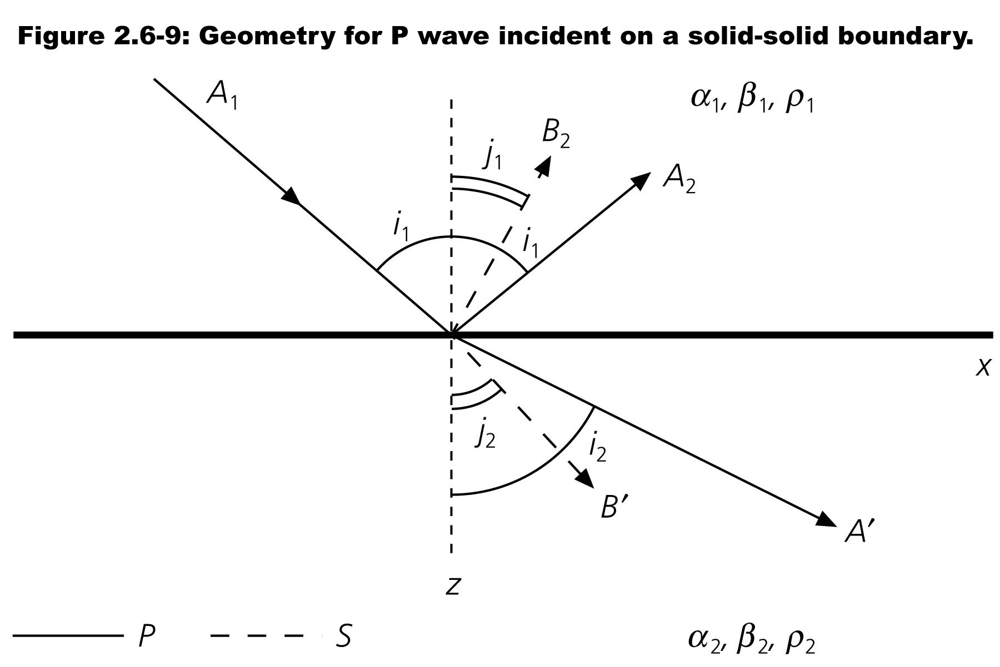 Figure 2.6-9: Geometry for P wave incident on a solid-solid boundary.
A₁
α₁, β₁, ρ₁
B₂
j₁
A₂
i₁
i₁
x
j₂
i₂
B′
A′
z
P
S
α₂, β₂, ρ₂